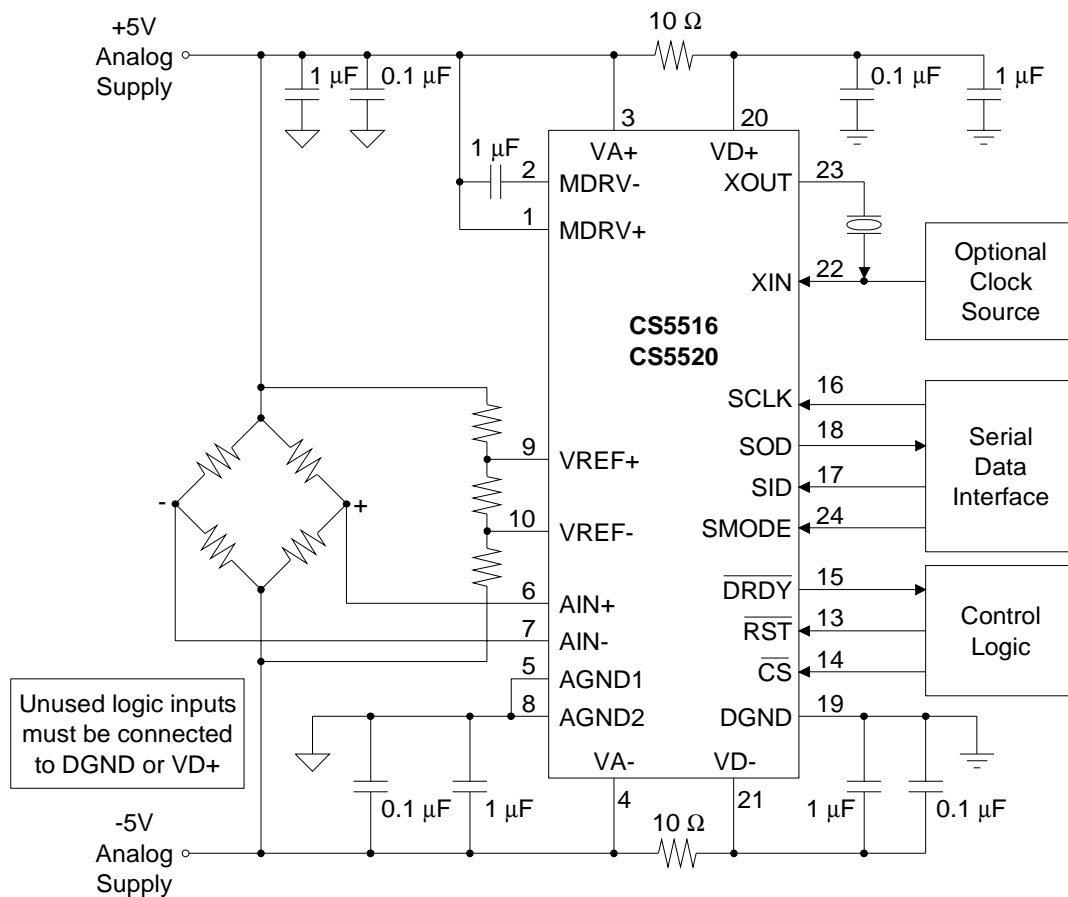 +5V
Analog
Supply
1 μF
0.1 μF
10 Ω
0.1 μF
1 μF
3
20
VA+
VD+
1 μF
2
MDRV-
1
MDRV+
XOUT
23
XIN
22
Optional
Clock
Source
CS5516
CS5520
SCLK
16
SOD
18
SID
17
SMODE
24
Serial
Data
Interface
9
VREF+
10
VREF-
-
+
6
AIN+
7
AIN-
5
AGND1
8
AGND2
DRDY
15
RST
13
CS
14
DGND
19
Control
Logic
Unused logic inputs
must be connected
to DGND or VD+
VA-
VD-
4
21
0.1 μF
1 μF
10 Ω
1 μF
0.1 μF
-5V
Analog
Supply